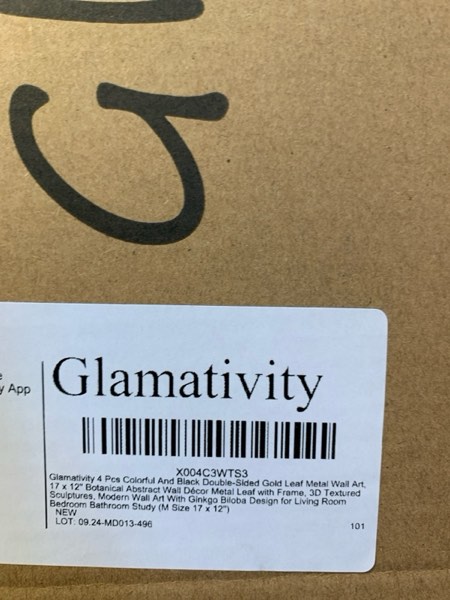 e
y App
Glamativity
X004C3WTS3
Glamativity 4 Pcs Colorful And Black Double-Sided Gold Leaf Metal Wall Art,
17 x 12" Botanical Abstract Wall Décor Metal Leaf with Frame, 3D Textured
Sculptures, Modern Wall Art With Ginkgo Biloba Design for Living Room
Bedroom Bathroom Study (M Size 17 x 12")
NEW
LOT: 09.24-MD013-496
101